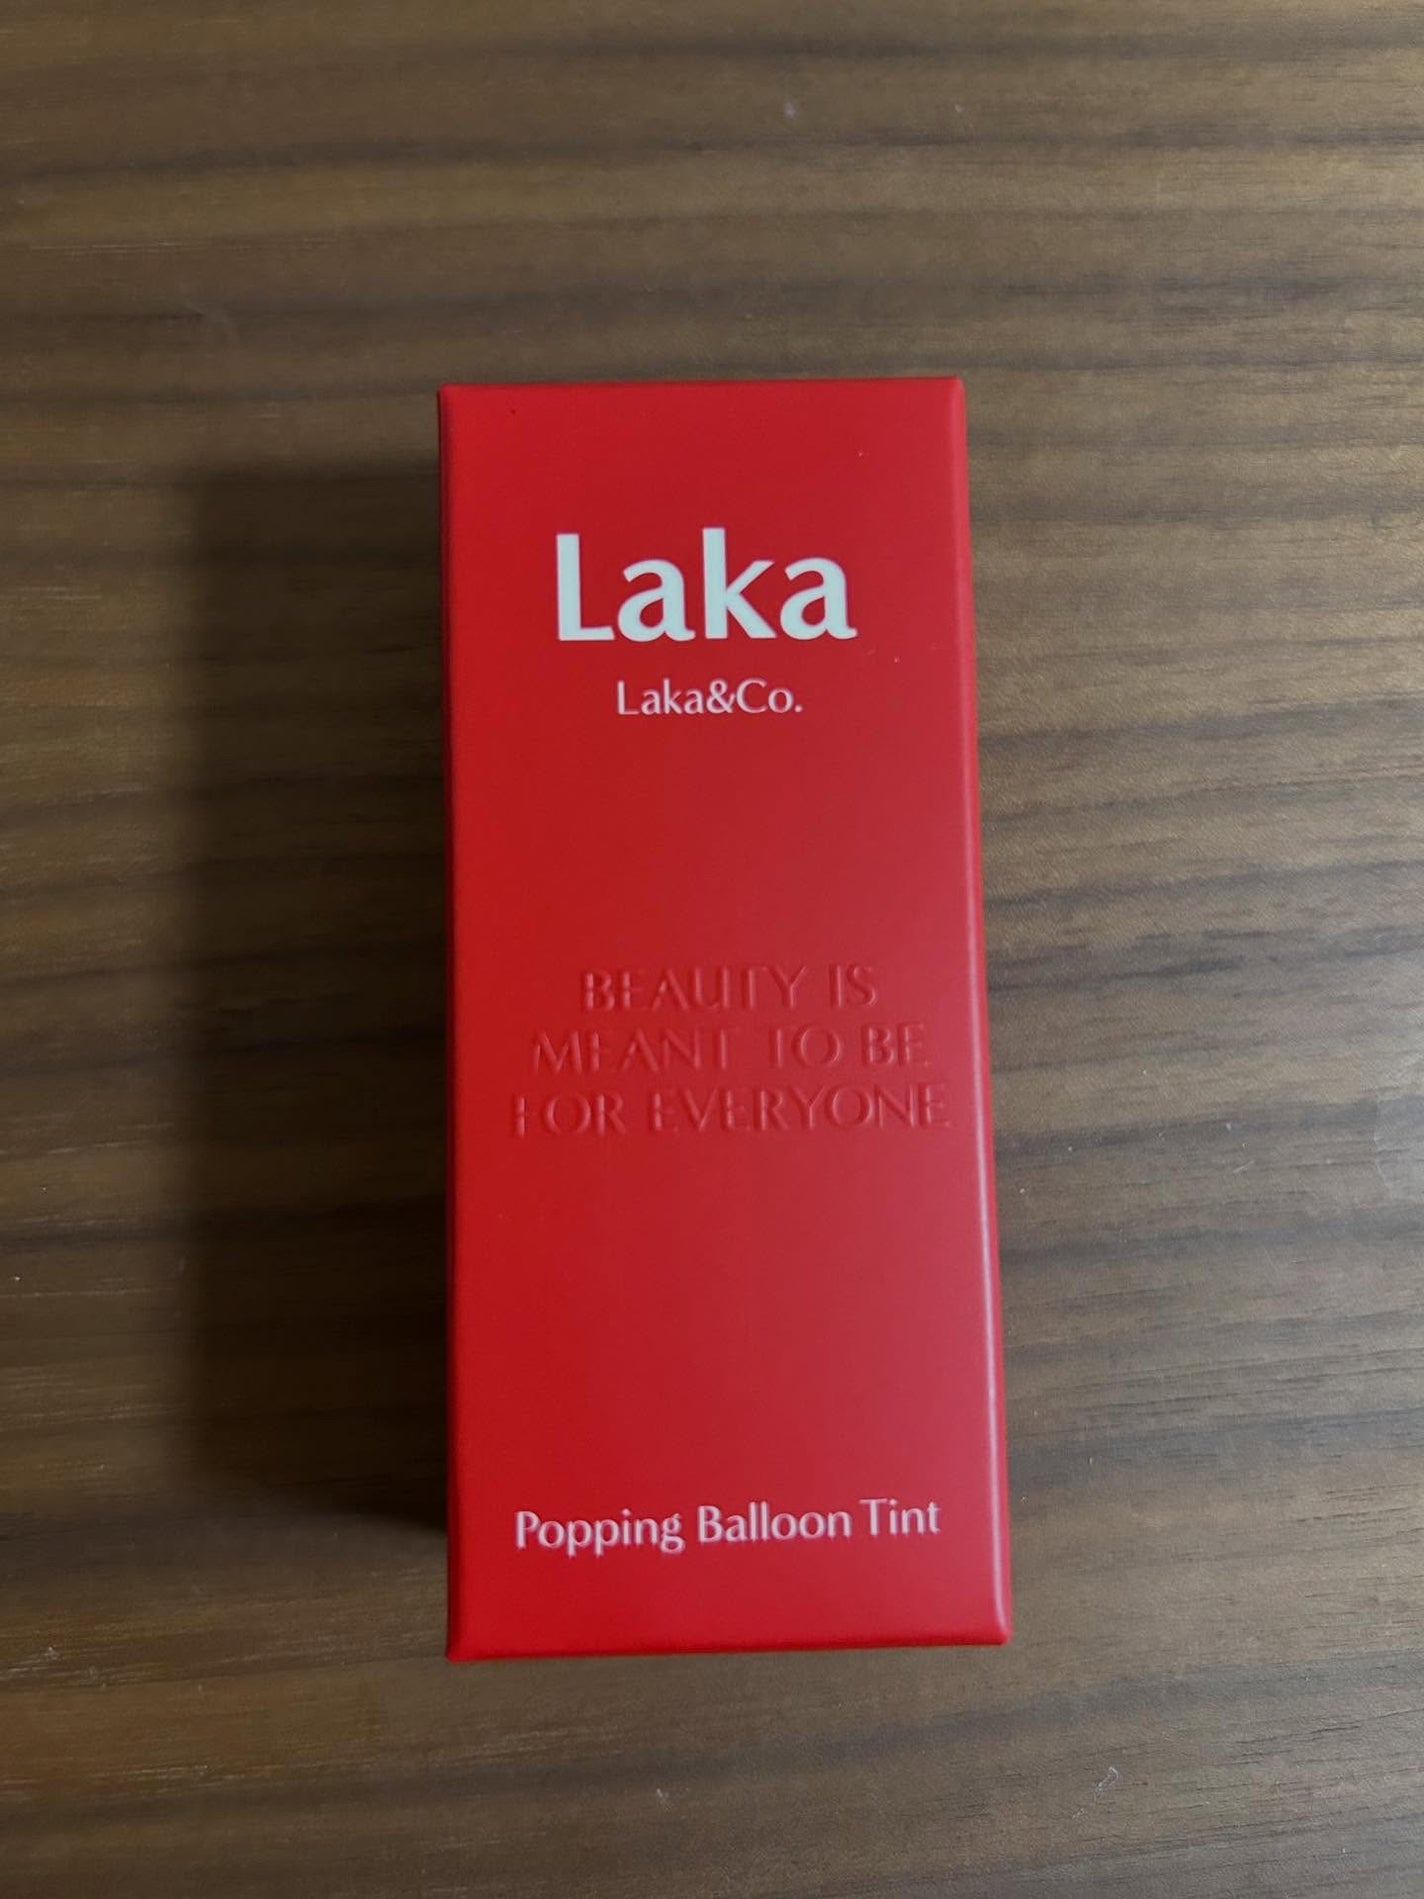 Laka
Laka&Co.
BEAUTY IS
MEANT TO BE
FOR EVERYONE
Popping Balloon Tint